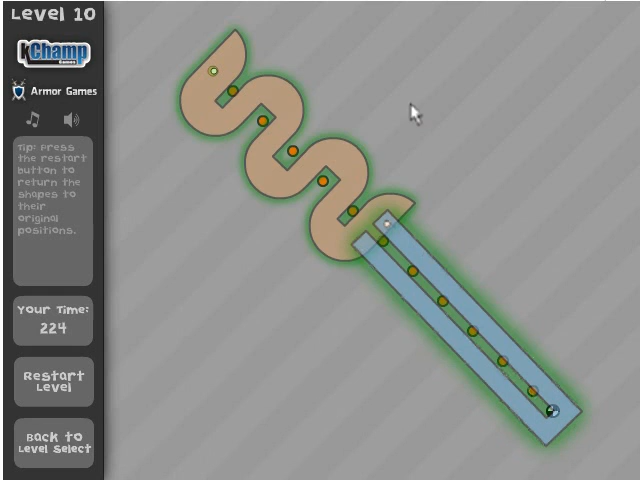 Level 10
kChamp
Games
Armor Games
Tip: Press
the restart
button to
return the
shapes to
their
original
positions.
Your Time:
224
Restart
Level
Back to
Level Select